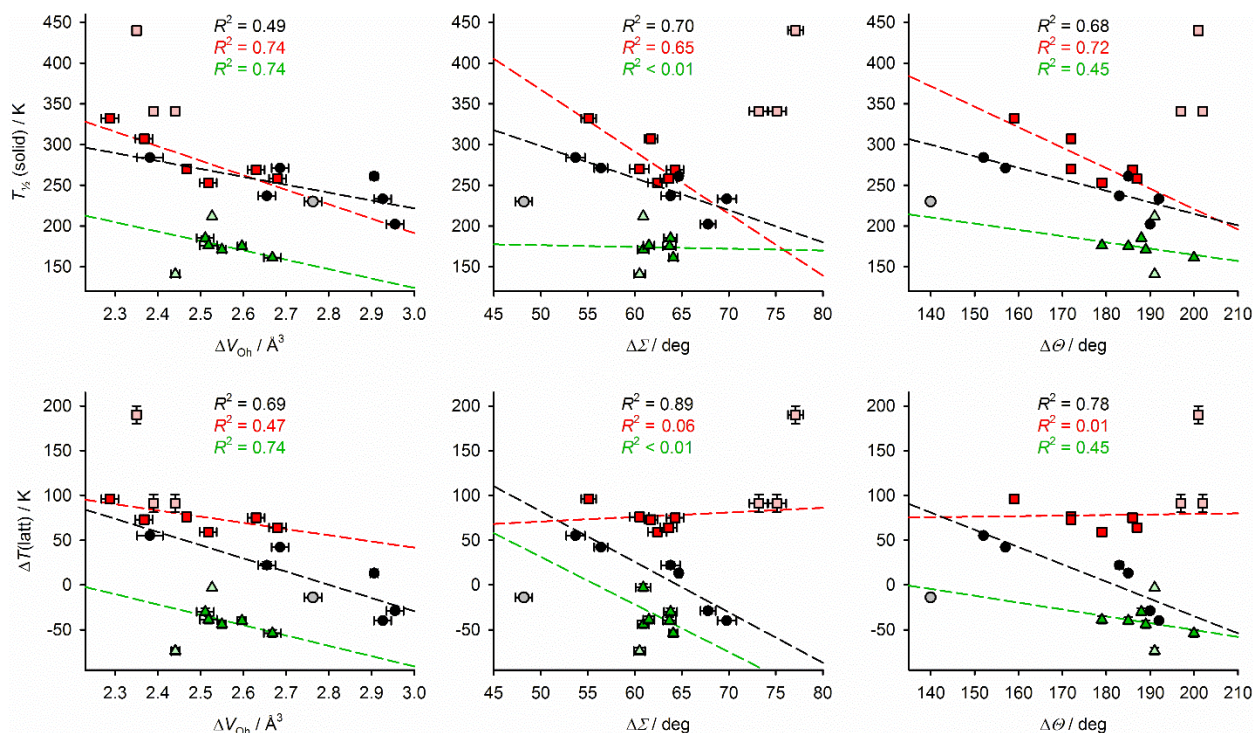 R² = 0.49
R² = 0.74
R² = 0.74
R² = 0.70
R² = 0.65
R² < 0.01
R² = 0.68
R² = 0.72
R² = 0.45
T½ (solid) / K
450
400
350
300
250
200
150
2.3 2.4 2.5 2.6 2.7 2.8 2.9 3.0
45 50 55 60 65 70 75 80
140 150 160 170 180 190 200 210
ΔV_Oh / Å³
ΔΣ / deg
ΔΘ / deg
R² = 0.69
R² = 0.47
R² = 0.74
R² = 0.89
R² = 0.06
R² < 0.01
R² = 0.78
R² = 0.01
R² = 0.45
ΔT(latt) / K
200
150
100
50
0
-50
2.3 2.4 2.5 2.6 2.7 2.8 2.9 3.0
45 50 55 60 65 70 75 80
140 150 160 170 180 190 200 210
ΔV_Oh / Å³
ΔΣ / deg
ΔΘ / deg